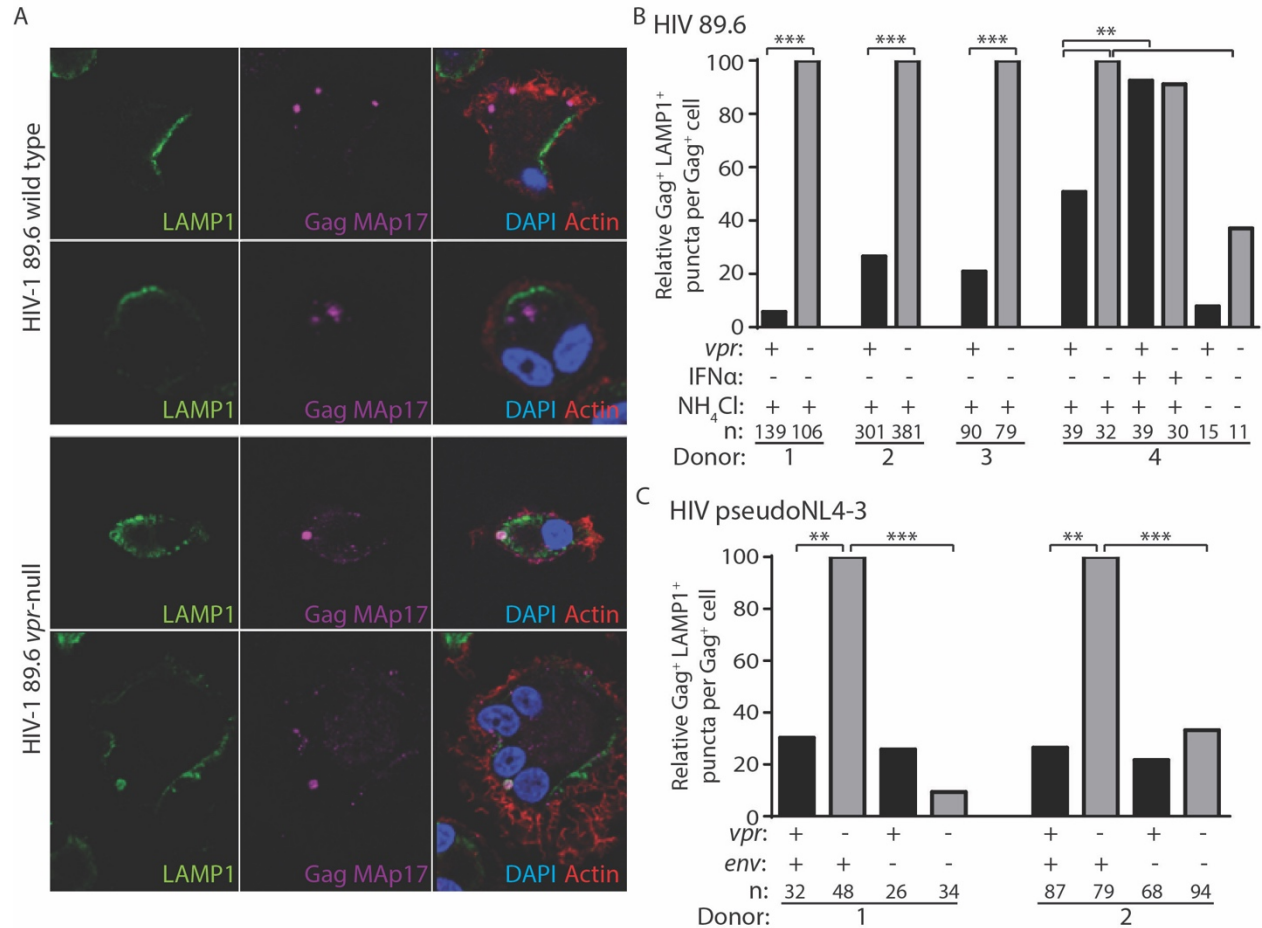 A
HIV-1 89.6 wild type
LAMP1 Gag MAp17 DAPI Actin
LAMP1 Gag MAp17 DAPI Actin
HIV-1 89.6 vpr-null
LAMP1 Gag MAp17 DAPI Actin
LAMP1 Gag MAp17 DAPI Actin
B HIV 89.6
Relative Gag⁺ LAMP1⁺
puncta per Gag⁺ cell
*** *** *** **
100
80
60
40
20
0
vpr: + - + - + - + - + - + -
IFNα: - - - - - - - - + + - -
NH₄Cl: + + + + + + + + + + - -
n: 139 106 301 381 90 79 39 32 39 30 15 11
Donor: 1 2 3 4
C HIV pseudoNL4-3
Relative Gag⁺ LAMP1⁺
puncta per Gag⁺ cell
** *** ** ***
100
80
60
40
20
0
vpr: + - + - + - + -
env: + + - - + + - -
n: 32 48 26 34 87 79 68 94
Donor: 1 2